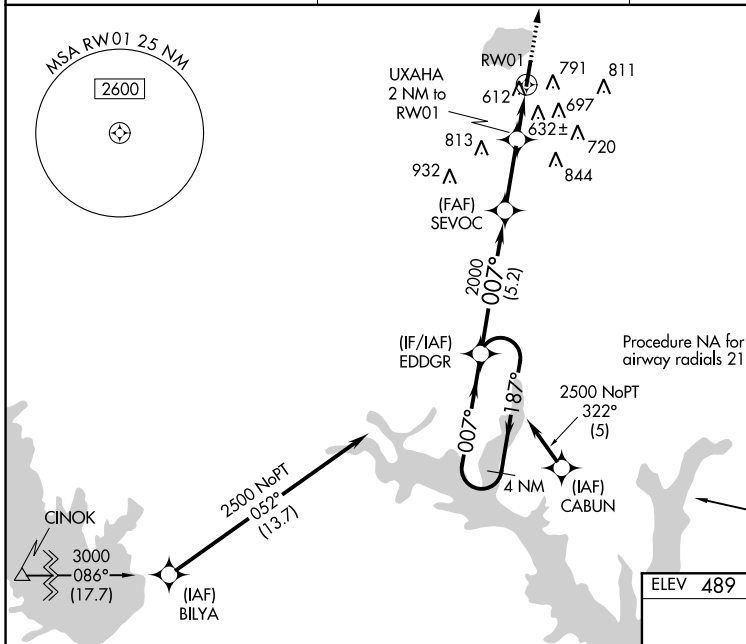 MSA RW01 25 NM
2600
RW01
791
811
UXAHA
2 NM to
RW01
612
697
632±
720
813
844
932
(FAF)
SEVOC
2000
007°
(5.2)
(IF/IAF)
EDDGR
Procedure NA for
airway radials 21
187°
007°
2500 NoPT
322°
(5)
4 NM
(IAF)
CABUN
2500 NoPT
052°
(13.7)
CINOK
3000
086°
(17.7)
(IAF)
BILYA
ELEV 489